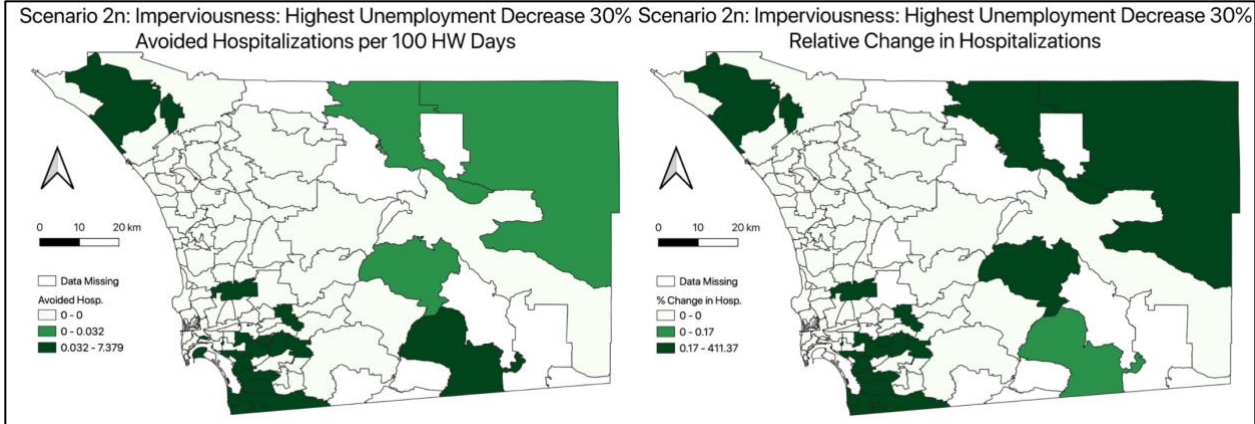 Scenario 2n: Imperviousness: Highest Unemployment Decrease 30%
Avoided Hospitalizations per 100 HW Days
0 10 20 km
Data Missing
Avoided Hosp.
0 - 0
0 - 0.032
0.032 - 7.379
Scenario 2n: Imperviousness: Highest Unemployment Decrease 30%
Relative Change in Hospitalizations
0 10 20 km
Data Missing
% Change in Hosp.
0 - 0
0 - 0.17
0.17 - 411.37